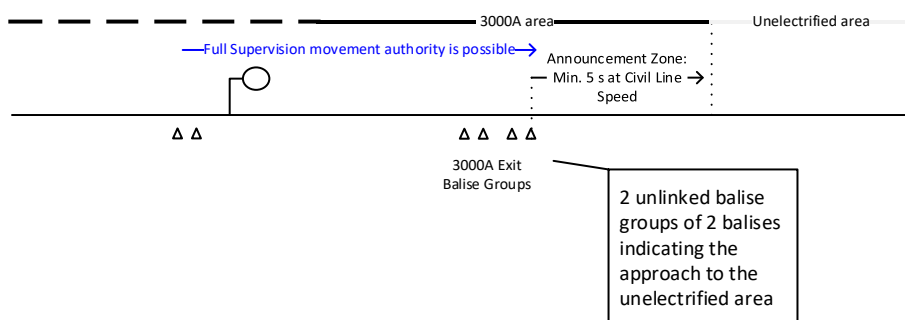 3000A area
Unelectrified area
Full Supervision movement authority is possible
Announcement Zone:
Min. 5 s at Civil Line
Speed
3000A Exit
Balise Groups
2 unlinked balise
groups of 2 balises
indicating the
approach to the
unelectrified area